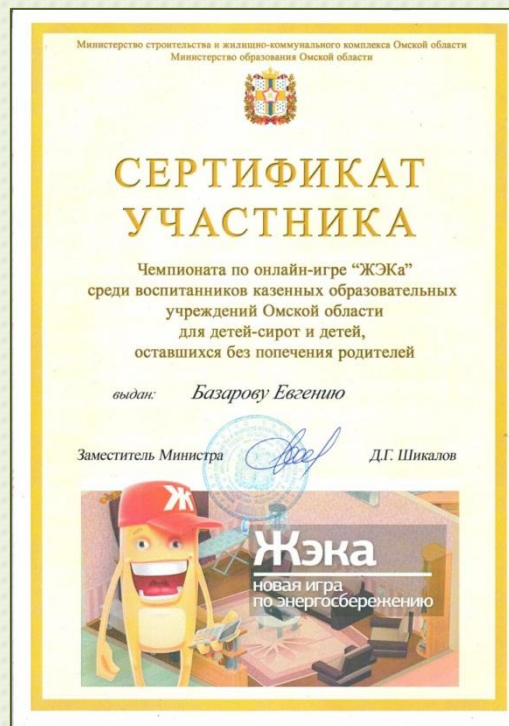 Министерство строительства и жилищно-коммунального комплекса Омской области
Министерство образования Омской области
СЕРТИФИКАТ
УЧАСТНИКА
Чемпионата по онлайн-игре “ЖЭКа”
среди воспитанников казенных образовательных
учреждений Омской области
для детей-сирот и детей,
оставшихся без попечения родителей
выдан: Базарову Евгению
Заместитель Министра Д.Г. Шикалов
Ж
Жэка
новая игра
по энергосбережению